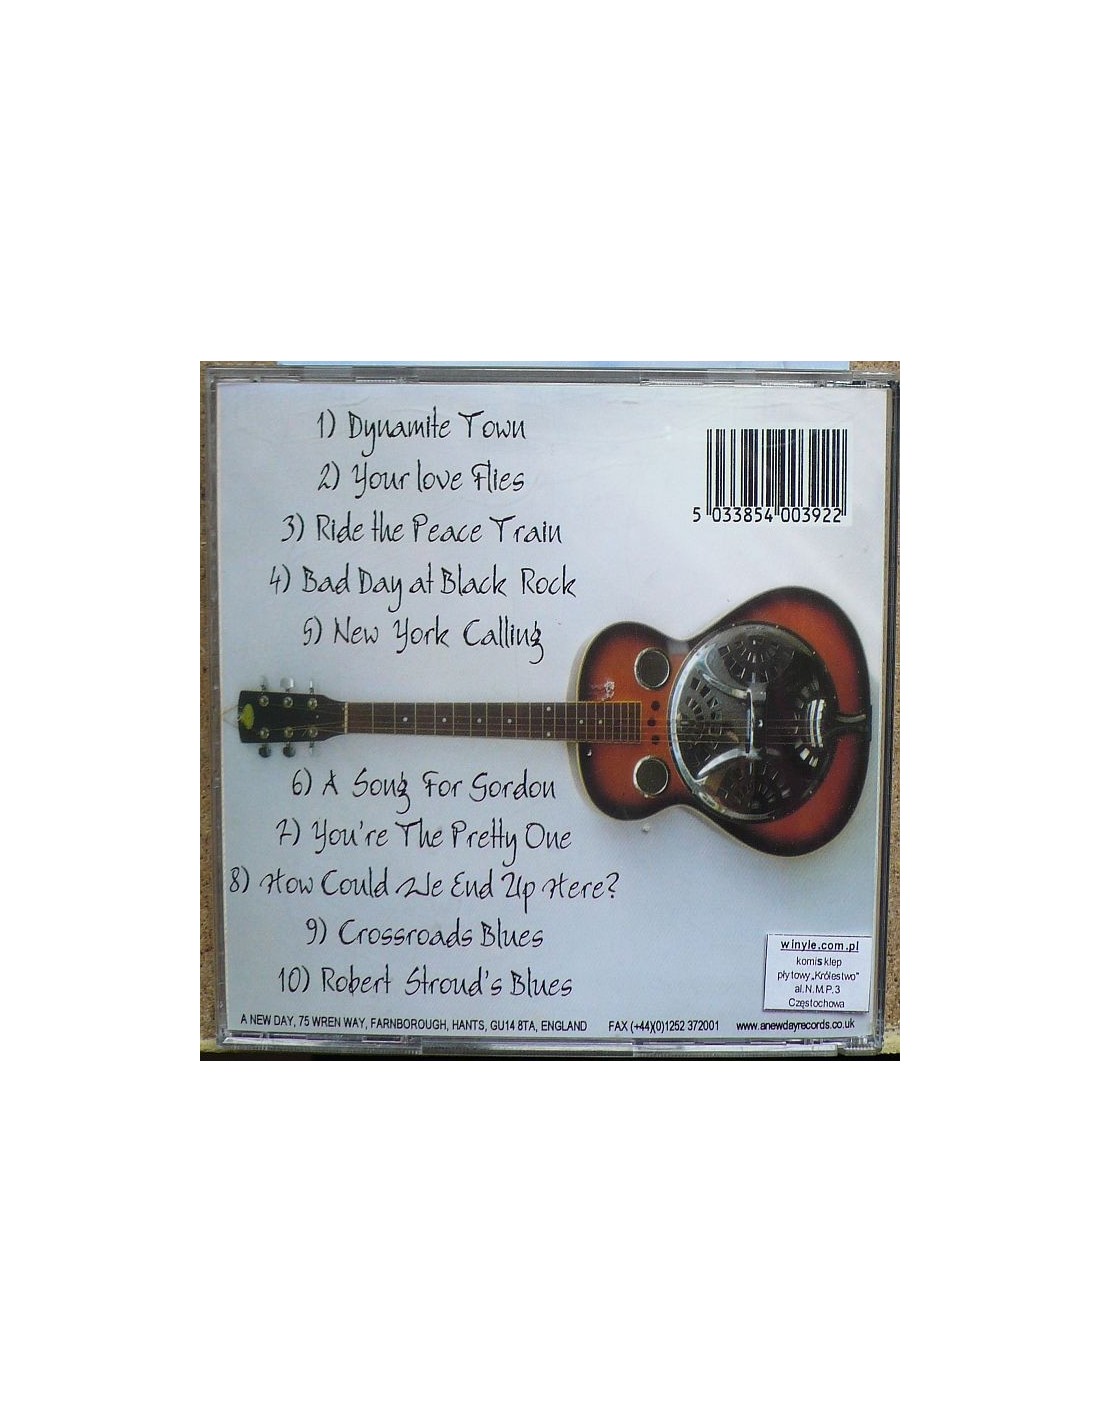 1) Dynamite Town
2) Your love Flies
3) Ride the Peace Train
4) Bad Day at Black Rock
5) New York Calling
5 033854 003922
6) A Song For Gordon
7) You're The Pretty One
8) How Could We End Up Here?
9) Crossroads Blues
10) Robert Stroud's Blues
winyle.com.pl
komis klep
płytowy „Królestwo"
al.N.M.P.3
Częstochowa
A NEW DAY, 75 WREN WAY, FARNBOROUGH, HANTS, GU14 8TA, ENGLAND FAX (+44)(0)1252 372001 www.anewdayrecords.co.uk